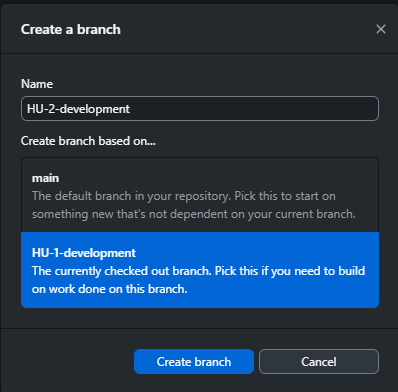 Create a branch
Name
HU-2-development
Create branch based on...
main
The default branch in your repository. Pick this to start on
something new that's not dependent on your current branch.
HU-1-development
The currently checked out branch. Pick this if you need to build
on work done on this branch.
Create branch
Cancel